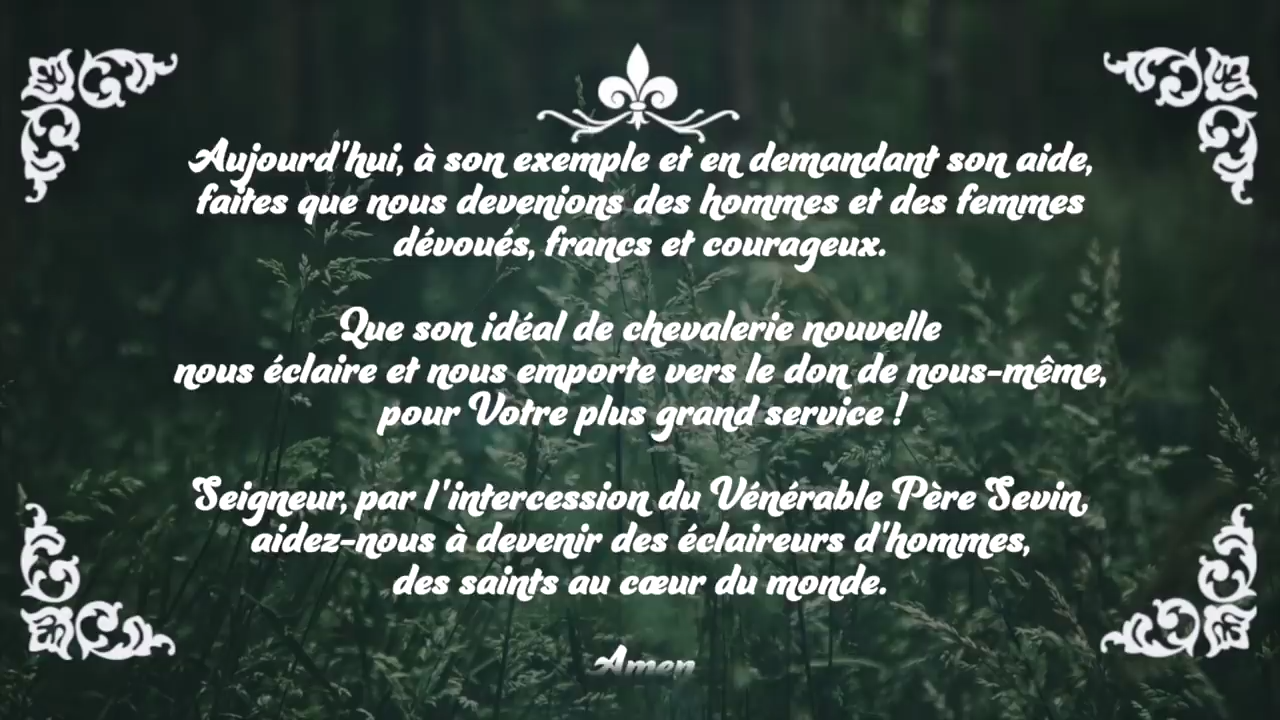 Aujourd'hui, à son exemple et en demandant son aide,
faites que nous devenions des hommes et des femmes
dévoués, francs et courageux.
Que son idéal de chevalerie nouvelle
nous éclaire et nous emporte vers le don de nous-même,
pour Votre plus grand service !
Seigneur, par l'intercession du Vénérable Père Sevin,
aidez-nous à devenir des éclaireurs d'hommes,
des saints au cœur du monde.
Amen